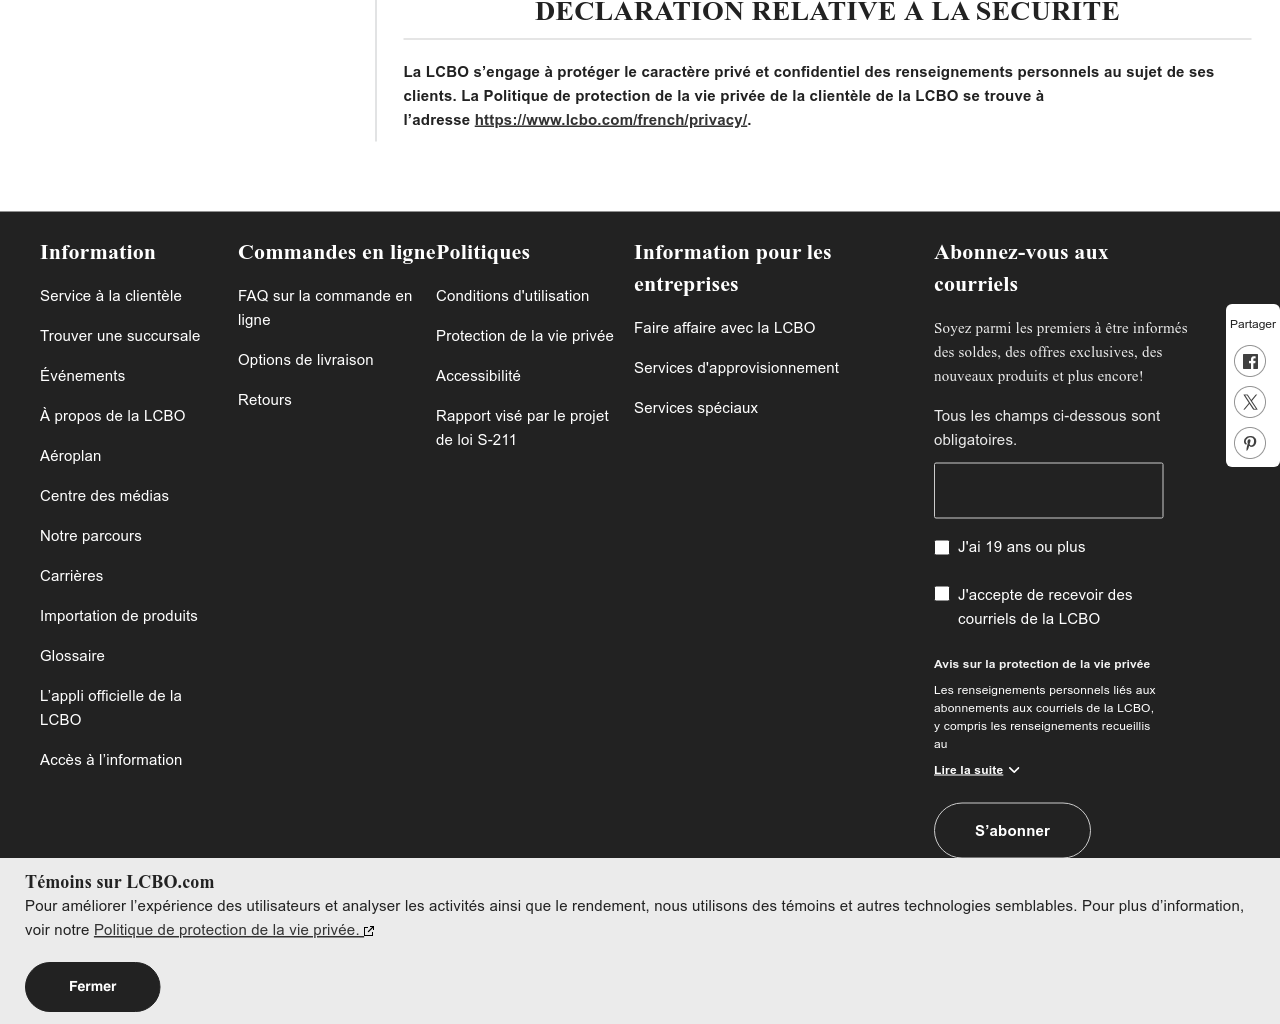 DÉCLARATION RELATIVE À LA SÉCURITÉ
La LCBO s’engage à protéger le caractère privé et confidentiel des renseignements personnels au sujet de ses
clients. La Politique de protection de la vie privée de la clientèle de la LCBO se trouve à
l’adresse https://www.lcbo.com/french/privacy/.
Information
Service à la clientèle
Trouver une succursale
Événements
À propos de la LCBO
Aéroplan
Centre des médias
Notre parcours
Carrières
Importation de produits
Glossaire
L’appli officielle de la
LCBO
Accès à l’information
Commandes en ligne
FAQ sur la commande en
ligne
Options de livraison
Retours
Politiques
Conditions d'utilisation
Protection de la vie privée
Accessibilité
Rapport visé par le projet
de loi S-211
Information pour les
entreprises
Faire affaire avec la LCBO
Services d'approvisionnement
Services spéciaux
Abonnez-vous aux
courriels
Soyez parmi les premiers à être informés
des soldes, des offres exclusives, des
nouveaux produits et plus encore!
Tous les champs ci-dessous sont
obligatoires.
J'ai 19 ans ou plus
J'accepte de recevoir des
courriels de la LCBO
Avis sur la protection de la vie privée
Les renseignements personnels liés aux
abonnements aux courriels de la LCBO,
y compris les renseignements recueillis
au
Lire la suite
S’abonner
Partager
Témoins sur LCBO.com
Pour améliorer l’expérience des utilisateurs et analyser les activités ainsi que le rendement, nous utilisons des témoins et autres technologies semblables. Pour plus d’information,
voir notre Politique de protection de la vie privée.
Fermer